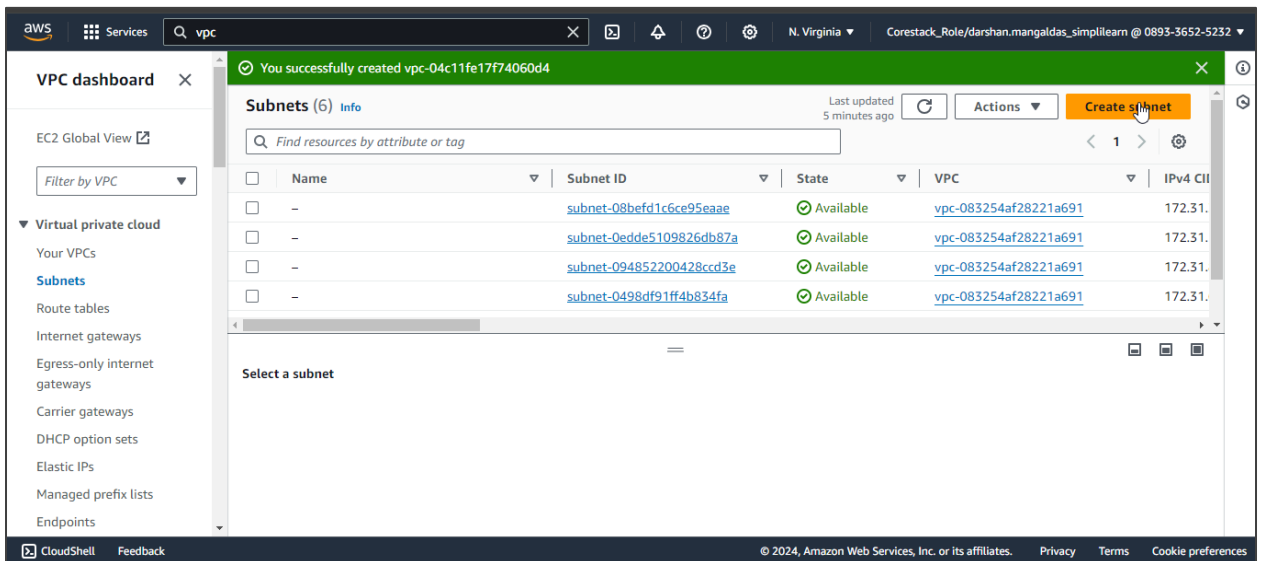 aws Services vpc N. Virginia ▼ Corestack_Role/darshan.mangaldas_simplilearn @ 0893-3652-5232 ▼
VPC dashboard
EC2 Global View
Filter by VPC
Virtual private cloud
Your VPCs
Subnets
Route tables
Internet gateways
Egress-only internet
gateways
Carrier gateways
DHCP option sets
Elastic IPs
Managed prefix lists
Endpoints
You successfully created vpc-04c11fe17f74060d4
Subnets (6) Info
Last updated
5 minutes ago
Actions ▼
Create subnet
Find resources by attribute or tag
1
Name Subnet ID State VPC IPv4 CII
– subnet-08befd1c6ce95eaae Available vpc-083254af28221a691 172.31.
– subnet-0edde5109826db87a Available vpc-083254af28221a691 172.31.
– subnet-094852200428ccd3e Available vpc-083254af28221a691 172.31.
– subnet-0498df91ff4b834fa Available vpc-083254af28221a691 172.31.
Select a subnet
CloudShell Feedback © 2024, Amazon Web Services, Inc. or its affiliates. Privacy Terms Cookie preferences